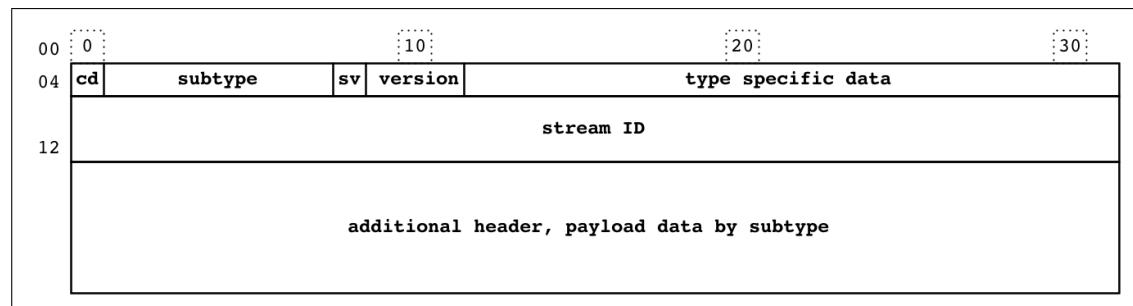 00 0 10 20 30
04 cd subtype sv version type specific data
stream ID
12
additional header, payload data by subtype